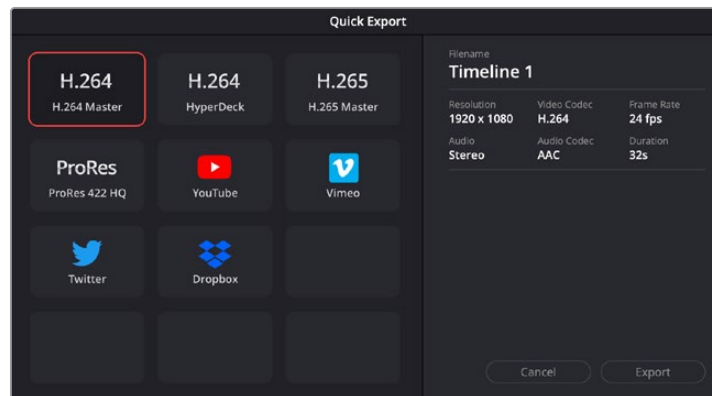 Quick Export
H.264
H.264 Master
H.264
HyperDeck
H.265
H.265 Master
ProRes
ProRes 422 HQ
YouTube
Vimeo
Twitter
Dropbox
Filename
Timeline 1
Resolution
1920 x 1080
Video Codec
H.264
Frame Rate
24 fps
Audio
Stereo
Audio Codec
AAC
Duration
32s
Cancel
Export